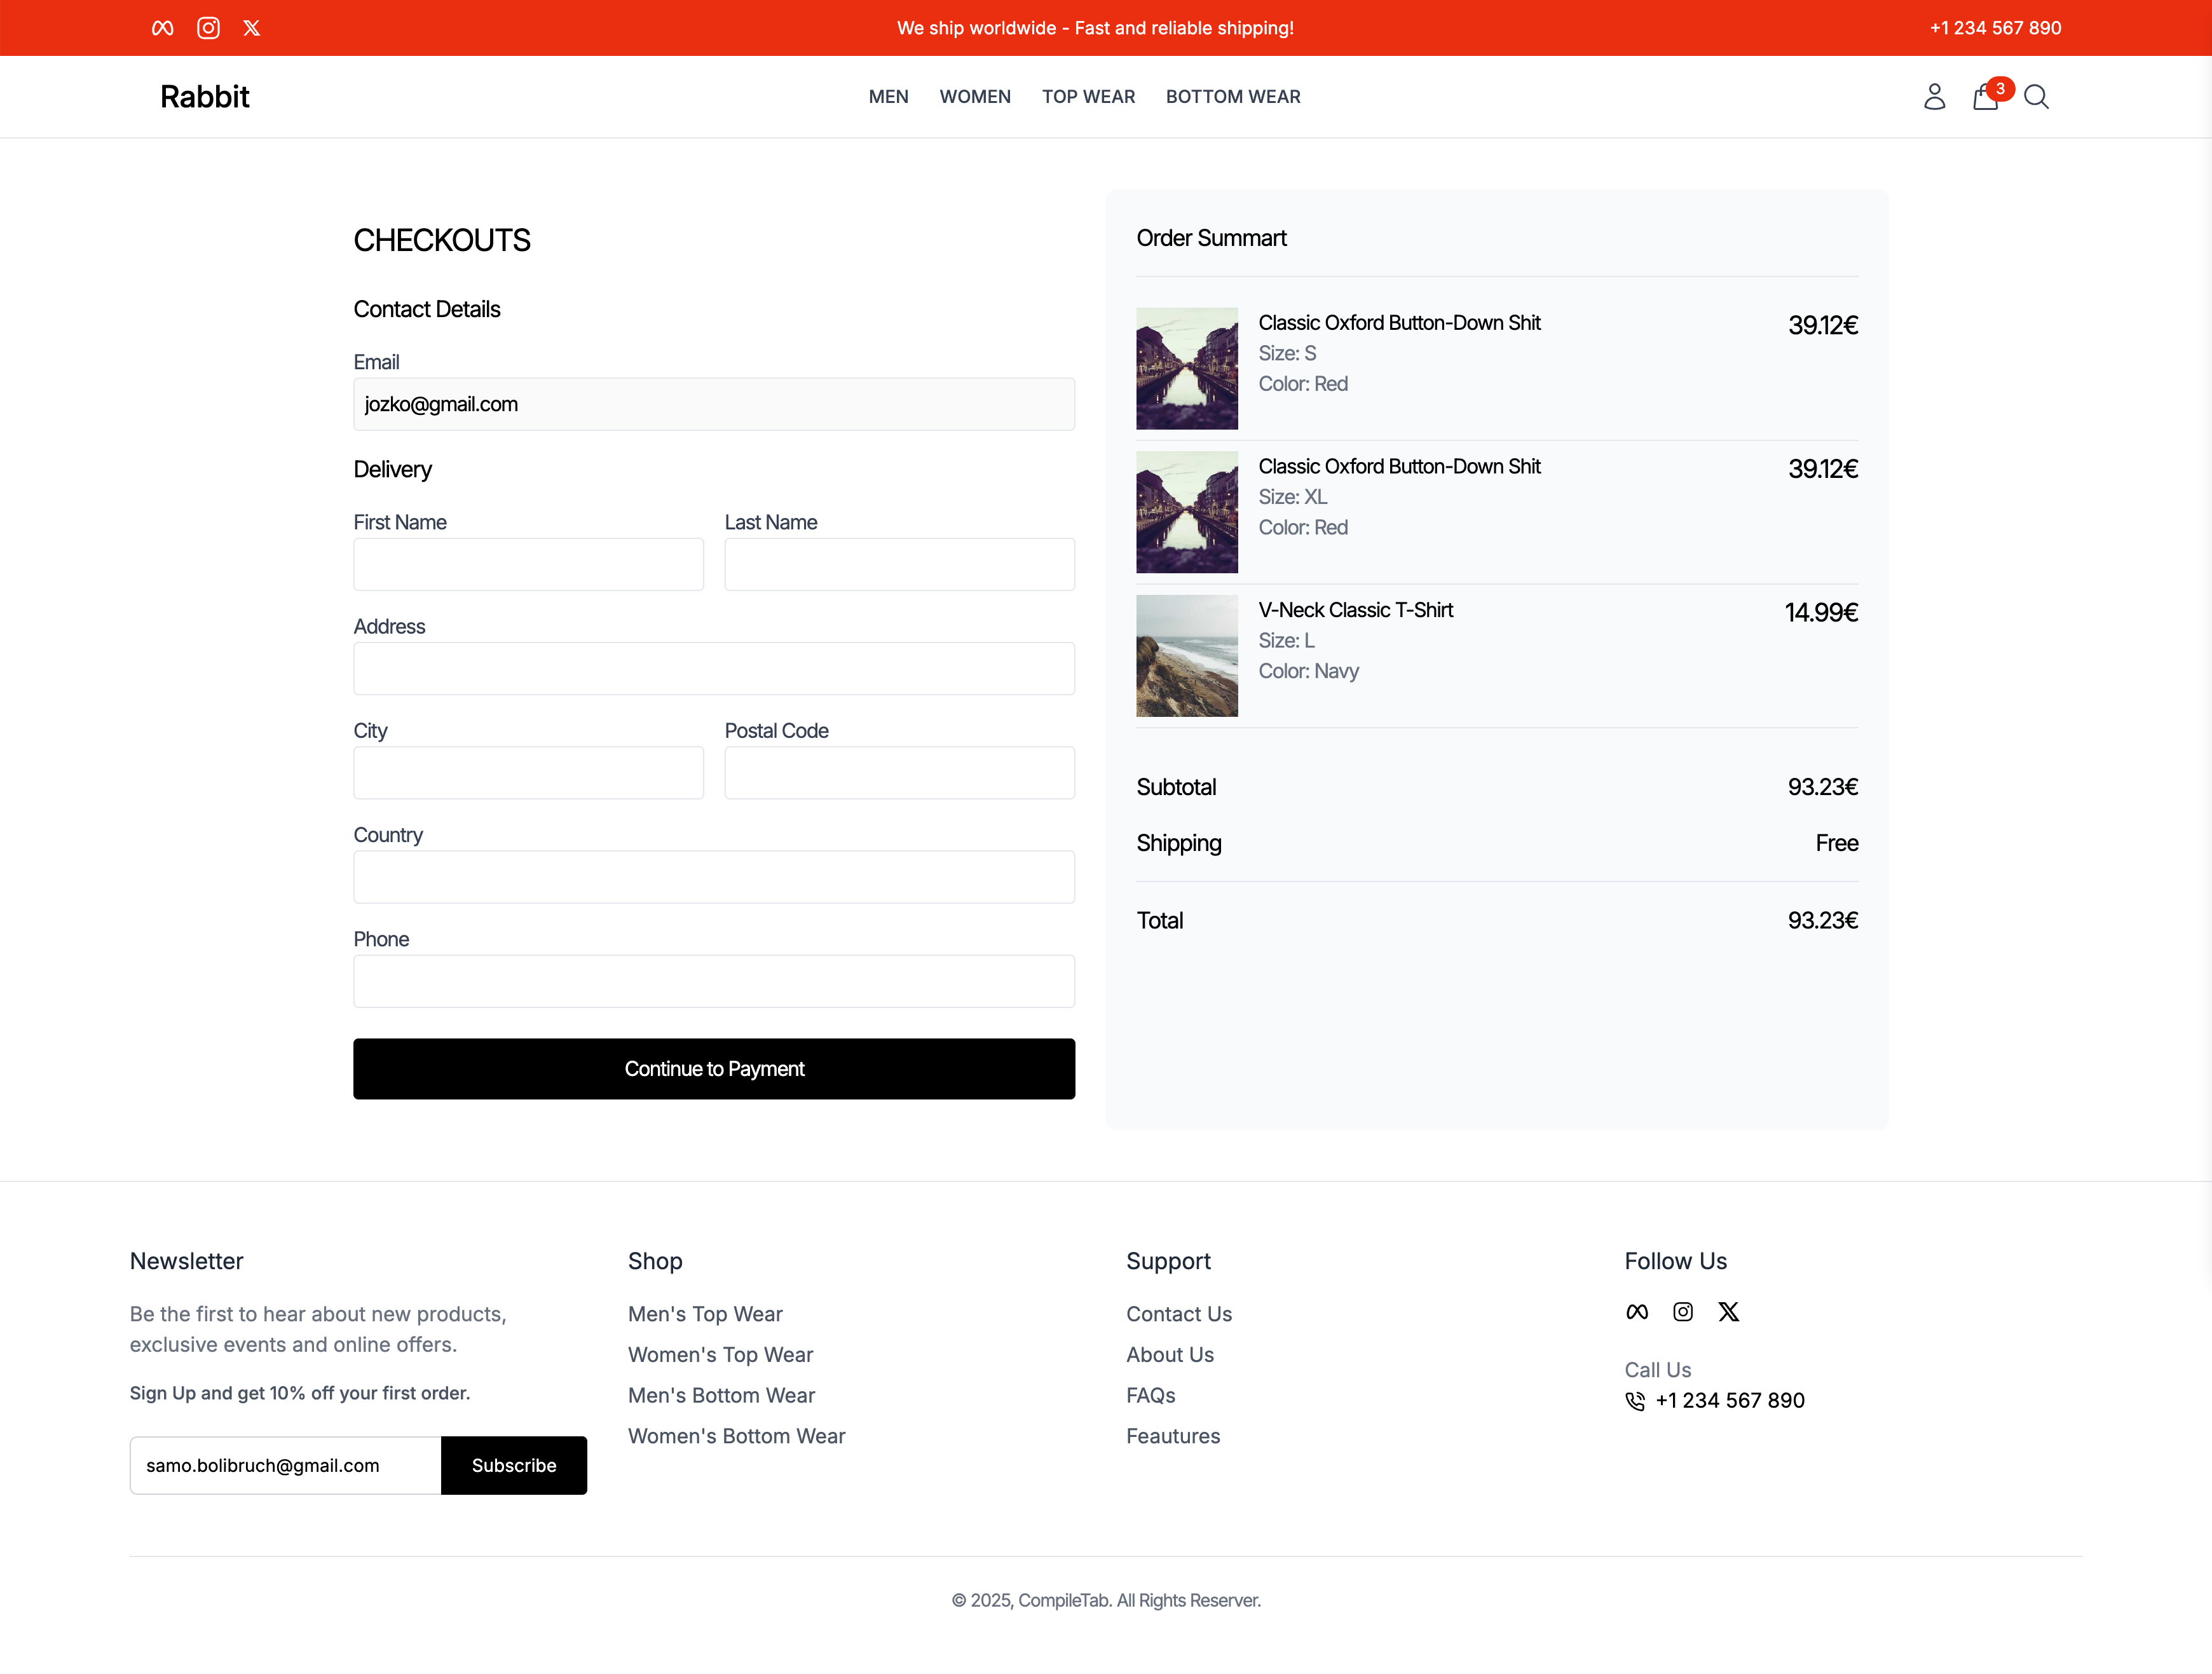 We ship worldwide - Fast and reliable shipping!
+1 234 567 890
Rabbit
MEN
WOMEN
TOP WEAR
BOTTOM WEAR
3
CHECKOUTS
Contact Details
Email
jozko@gmail.com
Delivery
First Name
Last Name
Address
City
Postal Code
Country
Phone
Continue to Payment
Order Summart
Classic Oxford Button-Down Shit
39.12€
Size: S
Color: Red
Classic Oxford Button-Down Shit
39.12€
Size: XL
Color: Red
V-Neck Classic T-Shirt
14.99€
Size: L
Color: Navy
Subtotal
93.23€
Shipping
Free
Total
93.23€
Newsletter
Be the first to hear about new products,
exclusive events and online offers.
Sign Up and get 10% off your first order.
samo.bolibruch@gmail.com
Subscribe
Shop
Men's Top Wear
Women's Top Wear
Men's Bottom Wear
Women's Bottom Wear
Support
Contact Us
About Us
FAQs
Feautures
Follow Us
Call Us
+1 234 567 890
© 2025, CompileTab. All Rights Reserver.